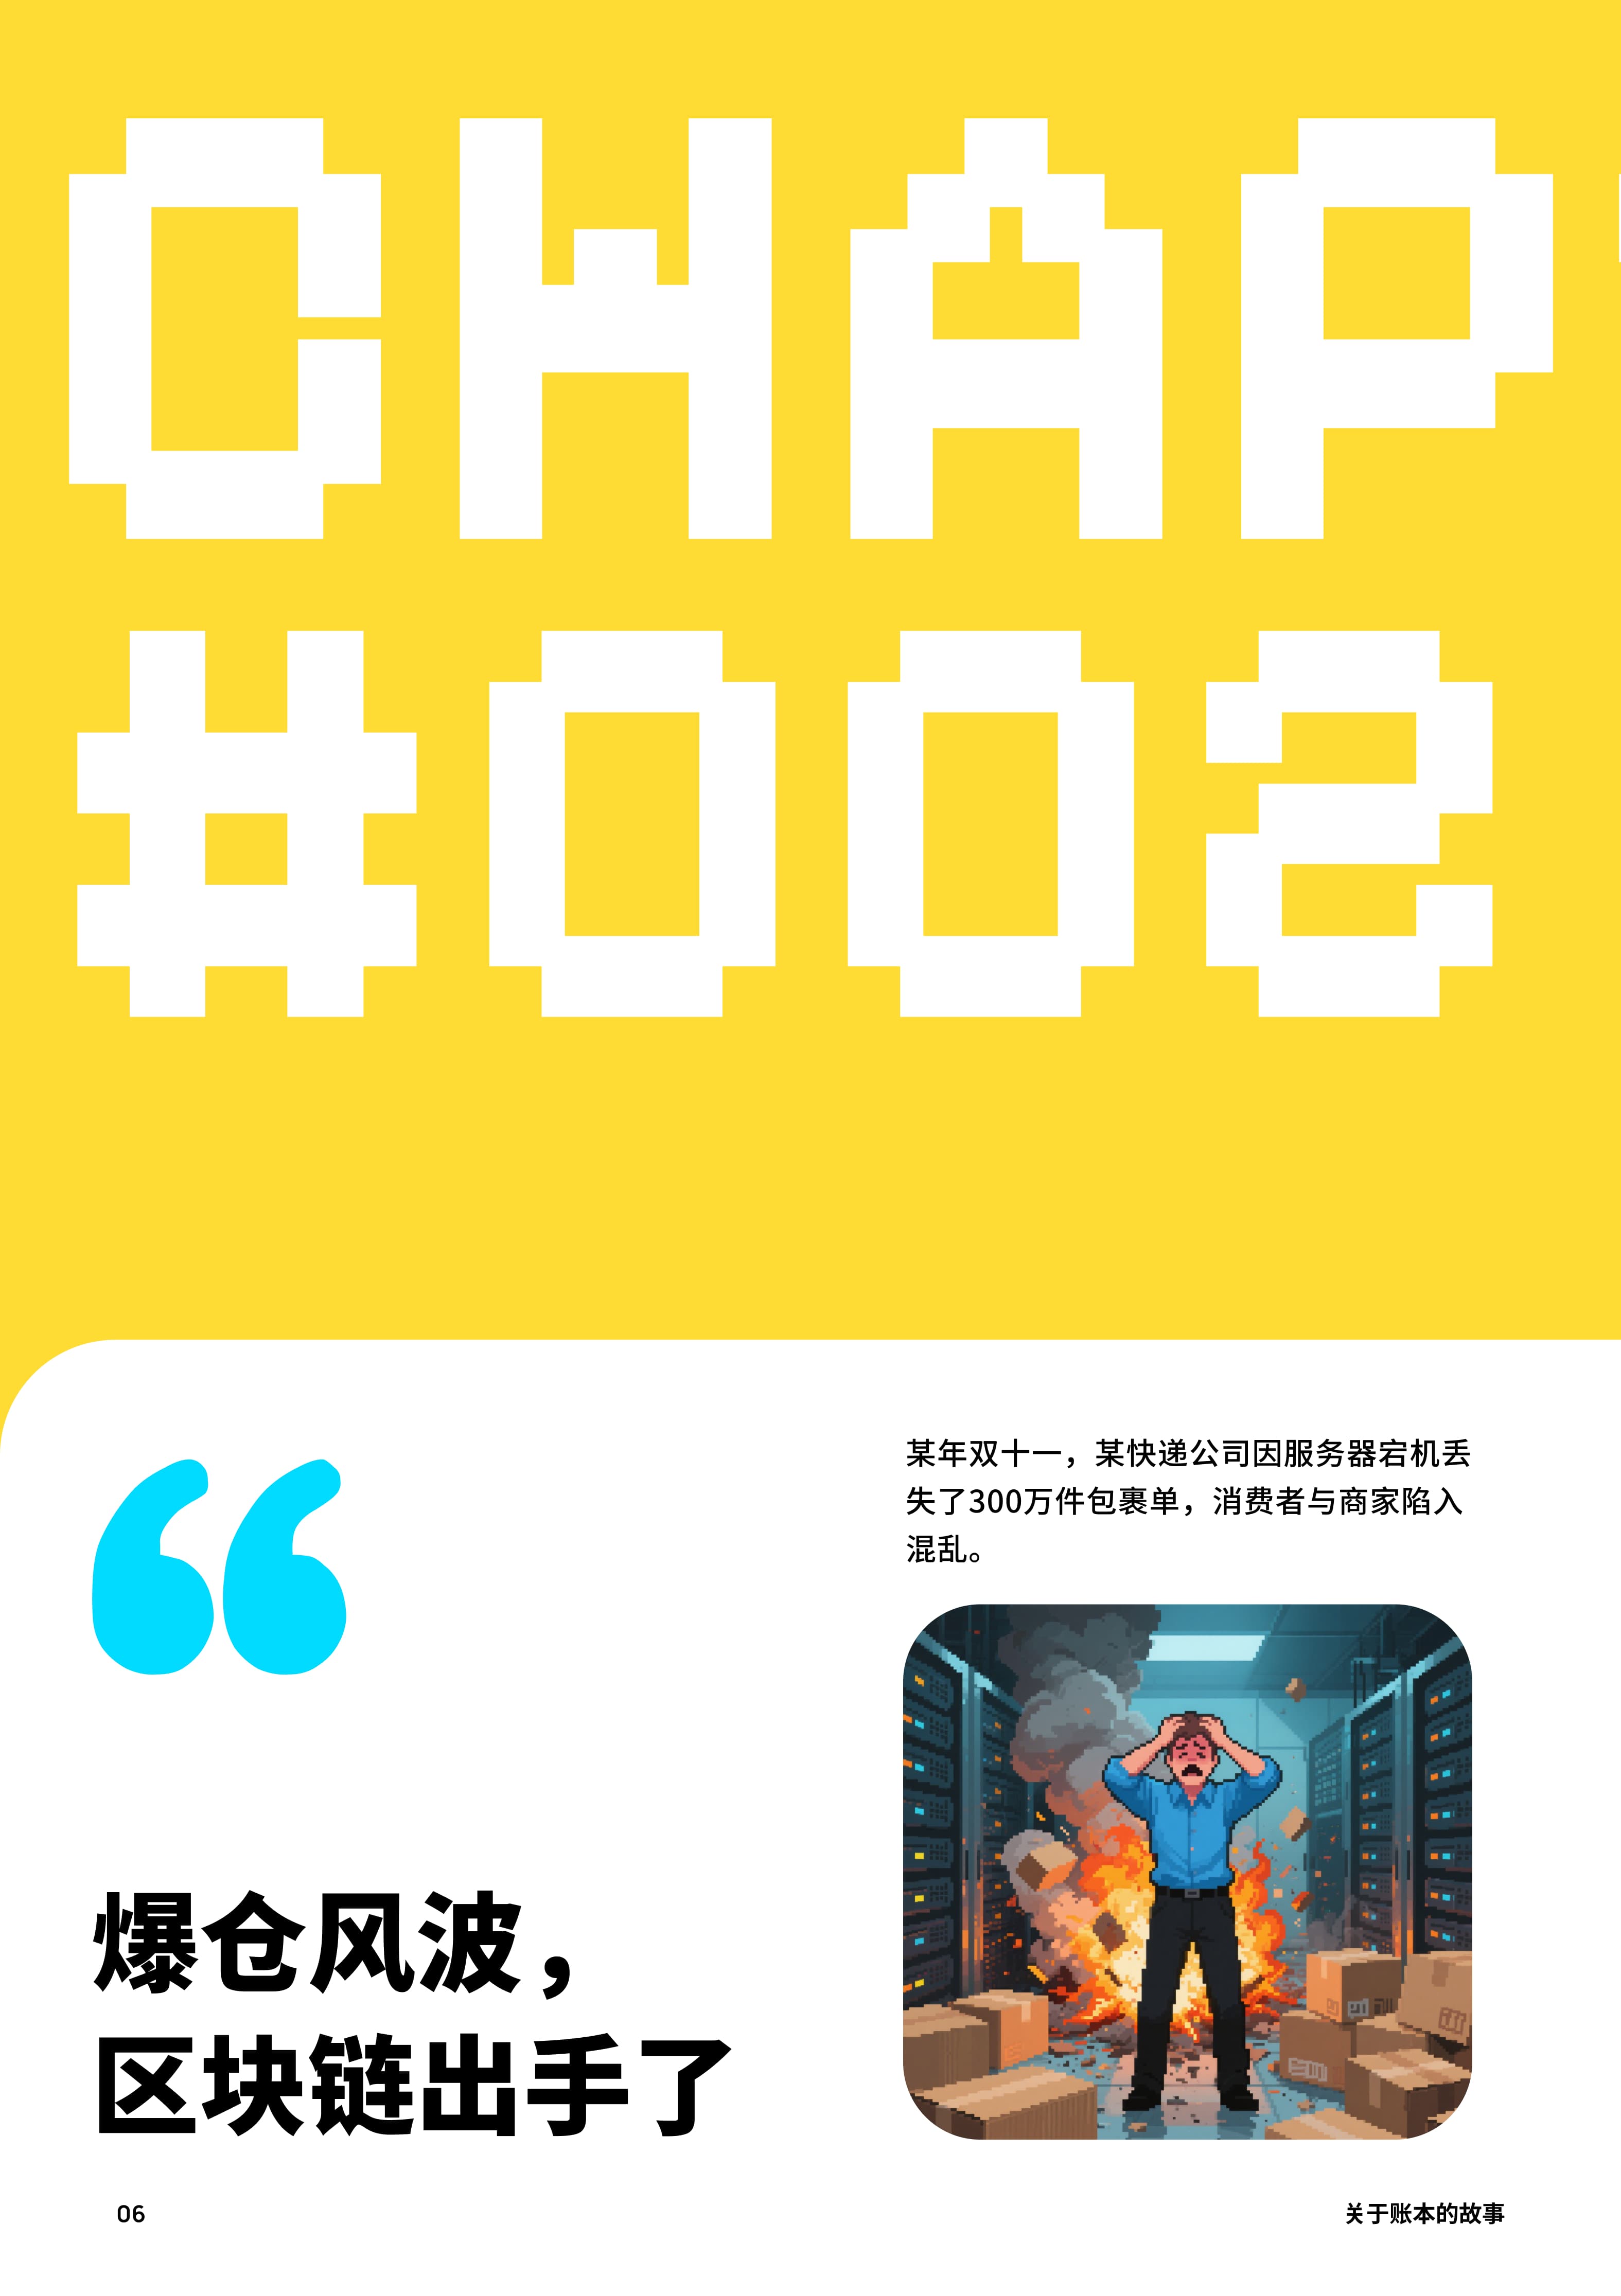 CHAP
#002
某年双十一，某快递公司因服务器宕机丢
失了300万件包裹单，消费者与商家陷入
混乱。
“
爆仓风波，
区块链出手了
06
关于账本的故事